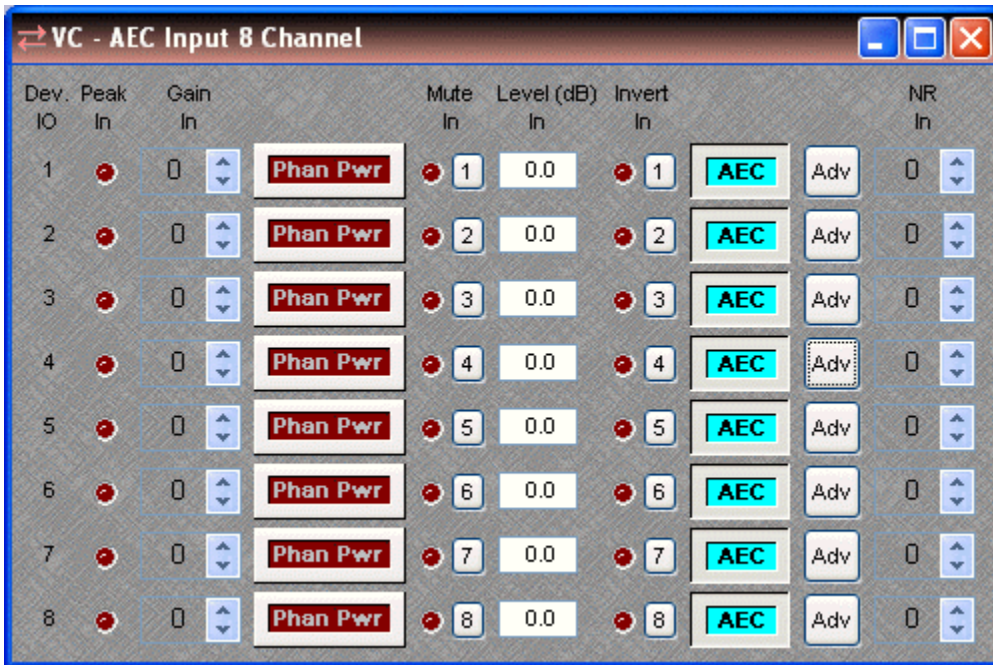 VC - AEC Input 8 Channel
Dev. Peak Gain Mute Level (dB) Invert NR
IO In In In In In In
1 0 Phan Pwr 1 0.0 1 AEC Adv 0
2 0 Phan Pwr 2 0.0 2 AEC Adv 0
3 0 Phan Pwr 3 0.0 3 AEC Adv 0
4 0 Phan Pwr 4 0.0 4 AEC Adv 0
5 0 Phan Pwr 5 0.0 5 AEC Adv 0
6 0 Phan Pwr 6 0.0 6 AEC Adv 0
7 0 Phan Pwr 7 0.0 7 AEC Adv 0
8 0 Phan Pwr 8 0.0 8 AEC Adv 0